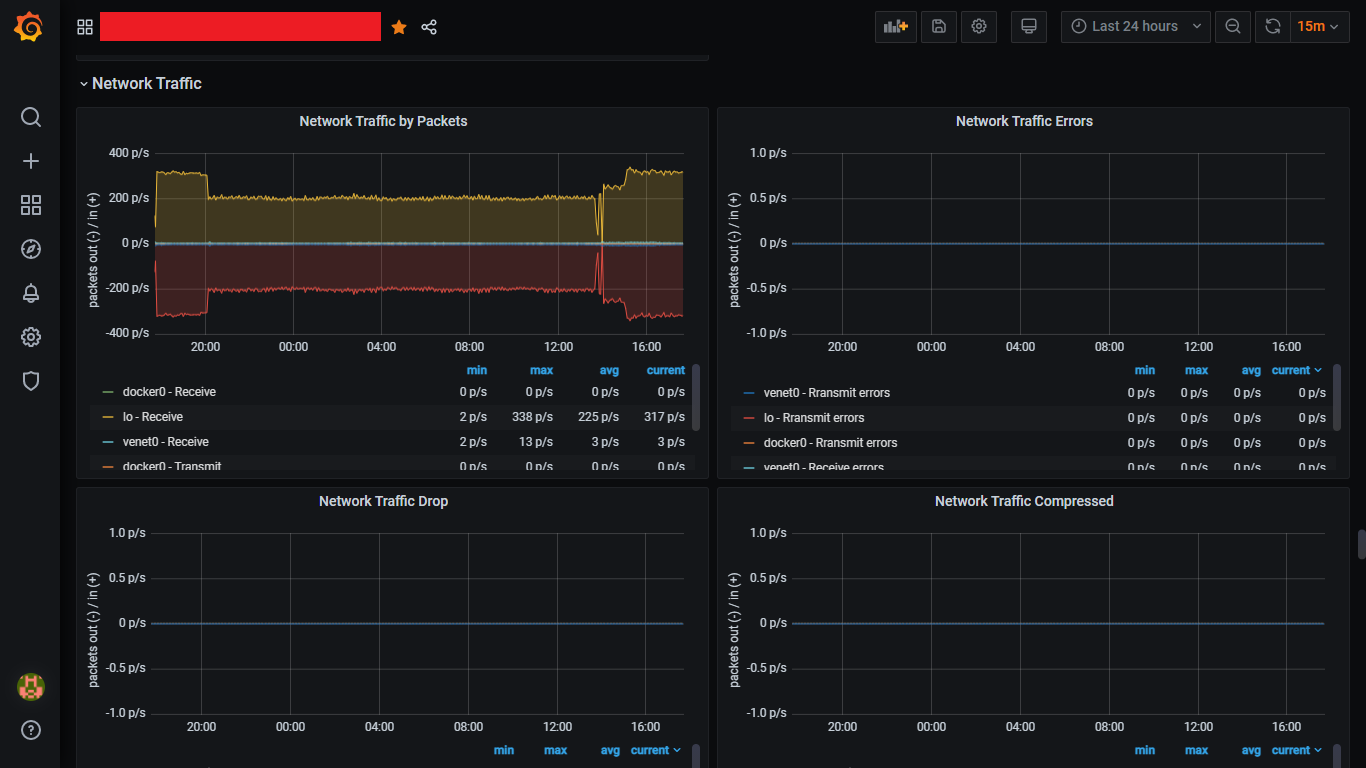 Last 24 hours
15m
Network Traffic
Network Traffic by Packets
packets out (-) / in (+)
400 p/s
200 p/s
0 p/s
-200 p/s
-400 p/s
20:00 00:00 04:00 08:00 12:00 16:00
min max avg current
docker0 - Receive 0 p/s 0 p/s 0 p/s 0 p/s
lo - Receive 2 p/s 338 p/s 225 p/s 317 p/s
venet0 - Receive 2 p/s 13 p/s 3 p/s 3 p/s
docker0 - Transmit 0 p/s 0 p/s 0 p/s 0 p/s
Network Traffic Errors
packets out (-) / in (+)
1.0 p/s
0.5 p/s
0 p/s
-0.5 p/s
-1.0 p/s
20:00 00:00 04:00 08:00 12:00 16:00
min max avg current
venet0 - Rransmit errors 0 p/s 0 p/s 0 p/s 0 p/s
lo - Rransmit errors 0 p/s 0 p/s 0 p/s 0 p/s
docker0 - Rransmit errors 0 p/s 0 p/s 0 p/s 0 p/s
venet0 - Receive errors 0 p/s 0 p/s 0 p/s 0 p/s
Network Traffic Drop
packets out (-) / in (+)
1.0 p/s
0.5 p/s
0 p/s
-0.5 p/s
-1.0 p/s
20:00 00:00 04:00 08:00 12:00 16:00
min max avg current
Network Traffic Compressed
packets out (-) / in (+)
1.0 p/s
0.5 p/s
0 p/s
-0.5 p/s
-1.0 p/s
20:00 00:00 04:00 08:00 12:00 16:00
min max avg current